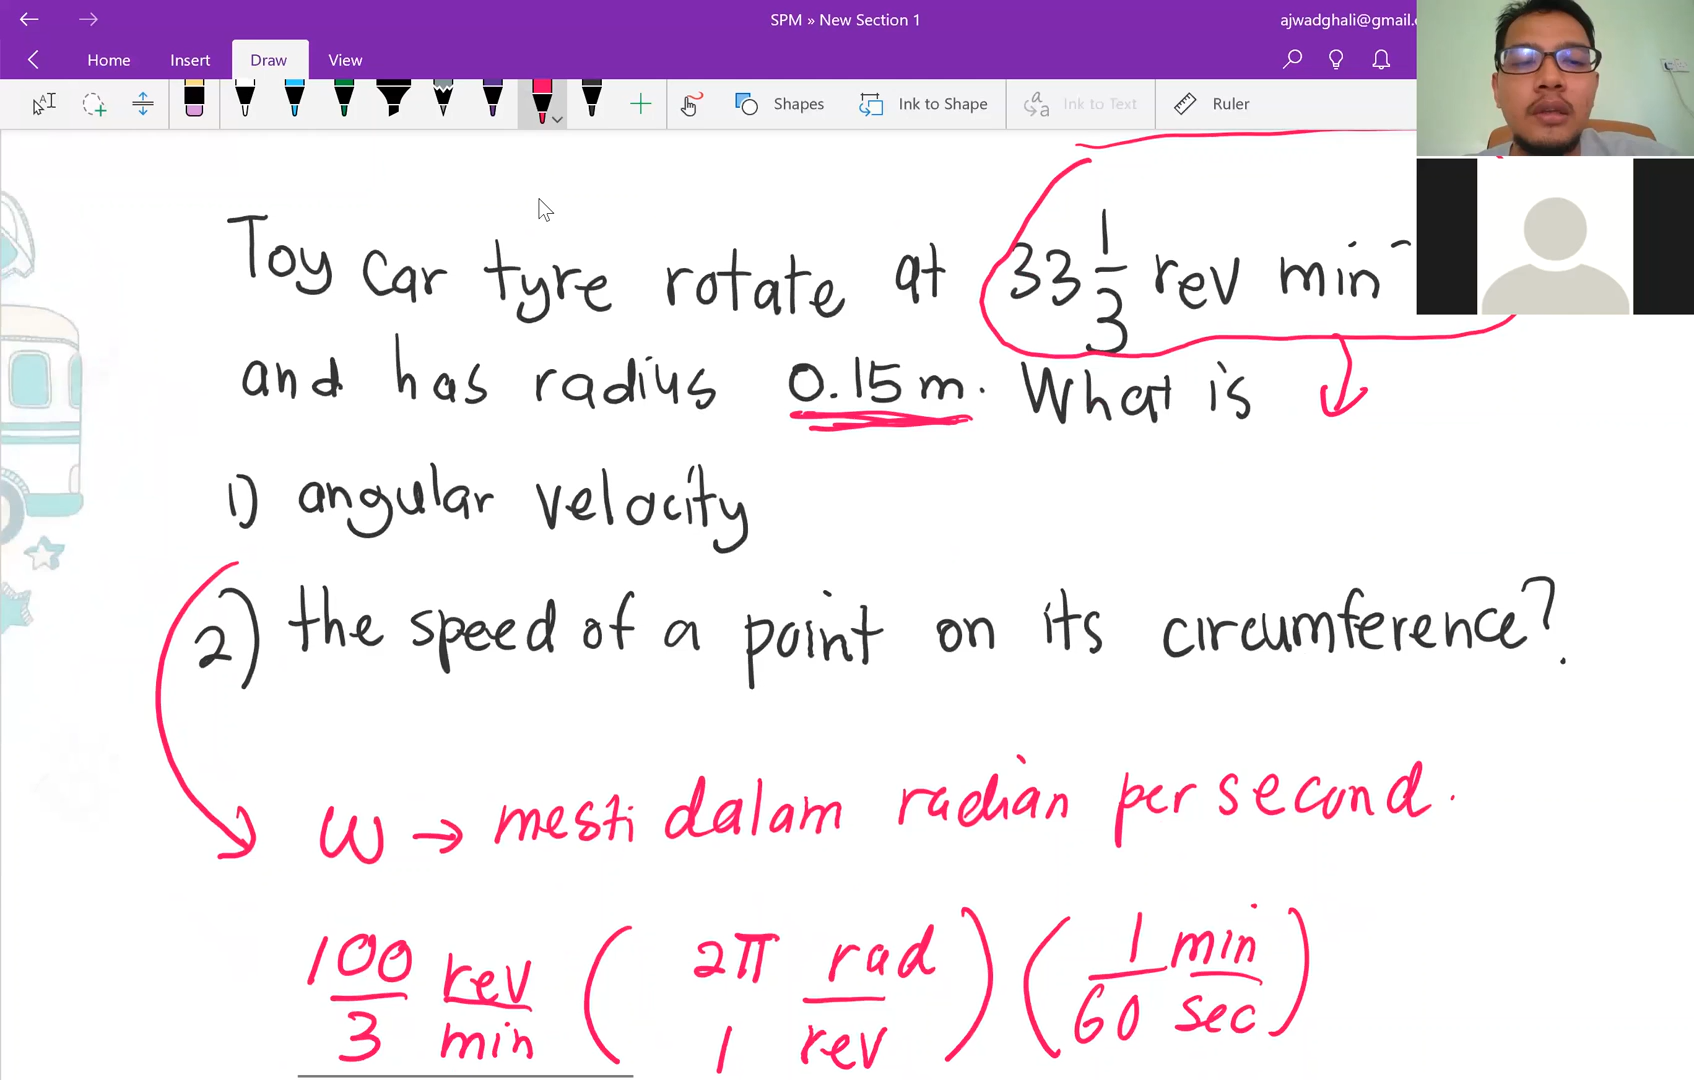 SPM » New Section 1
ajwadghali@gmail.c
Home Insert Draw View
Shapes Ink to Shape Ink to Text Ruler
Toy car tyre rotate at 33 1/3 rev min⁻
and has radius 0.15 m. What is
1) angular velocity
2) the speed of a point on its circumference?
ω → mesti dalam radian per second.
100/3 rev/min ( 2π rad / 1 rev ) ( 1 min / 60 sec )